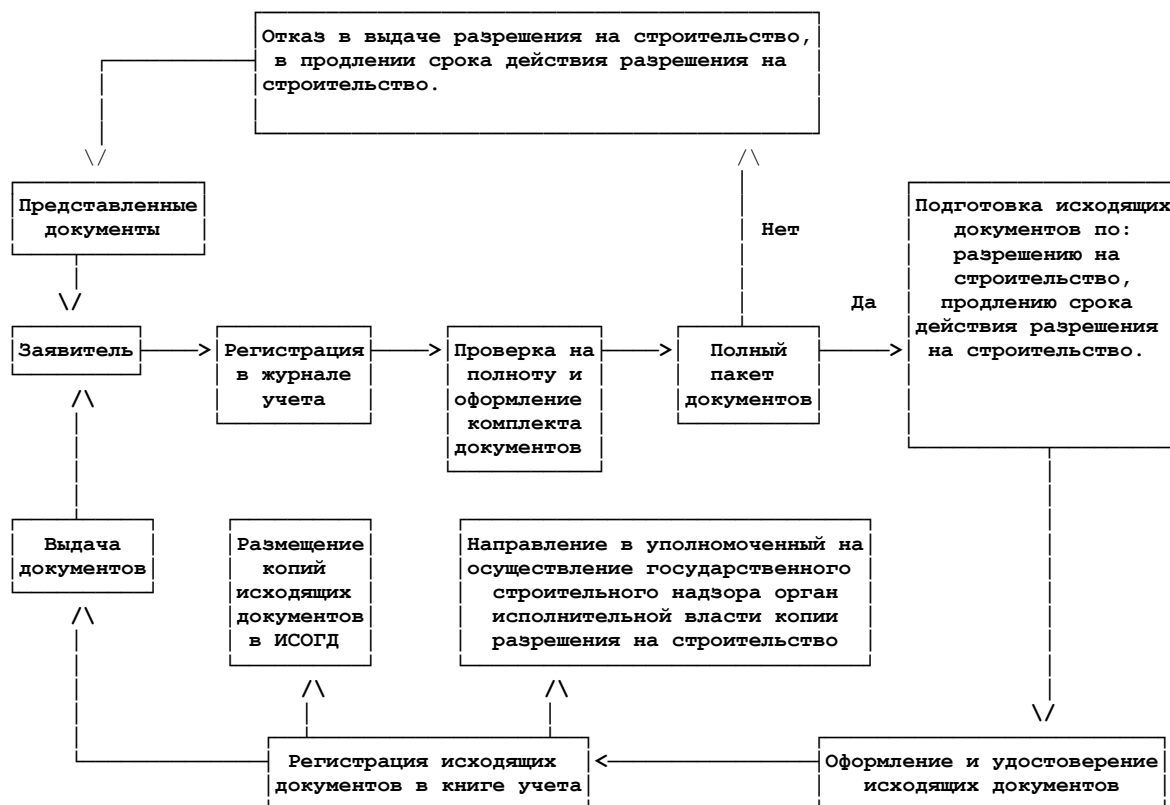 Отказ в выдаче разрешения на строительство,
в продлении срока действия разрешения на
строительство.
Представленные
документы
Нет
Подготовка исходящих
документов по:
разрешению на
строительство,
продлению срока
действия разрешения
на строительство.
Да
Заявитель
Регистрация
в журнале
учета
Проверка на
полноту и
оформление
комплекта
документов
Полный
пакет
документов
Выдача
документов
Размещение
копий
исходящих
документов
в ИСОГД
Направление в уполномоченный на
осуществление государственного
строительного надзора орган
исполнительной власти копии
разрешения на строительство
Регистрация исходящих
документов в книге учета
Оформление и удостоверение
исходящих документов